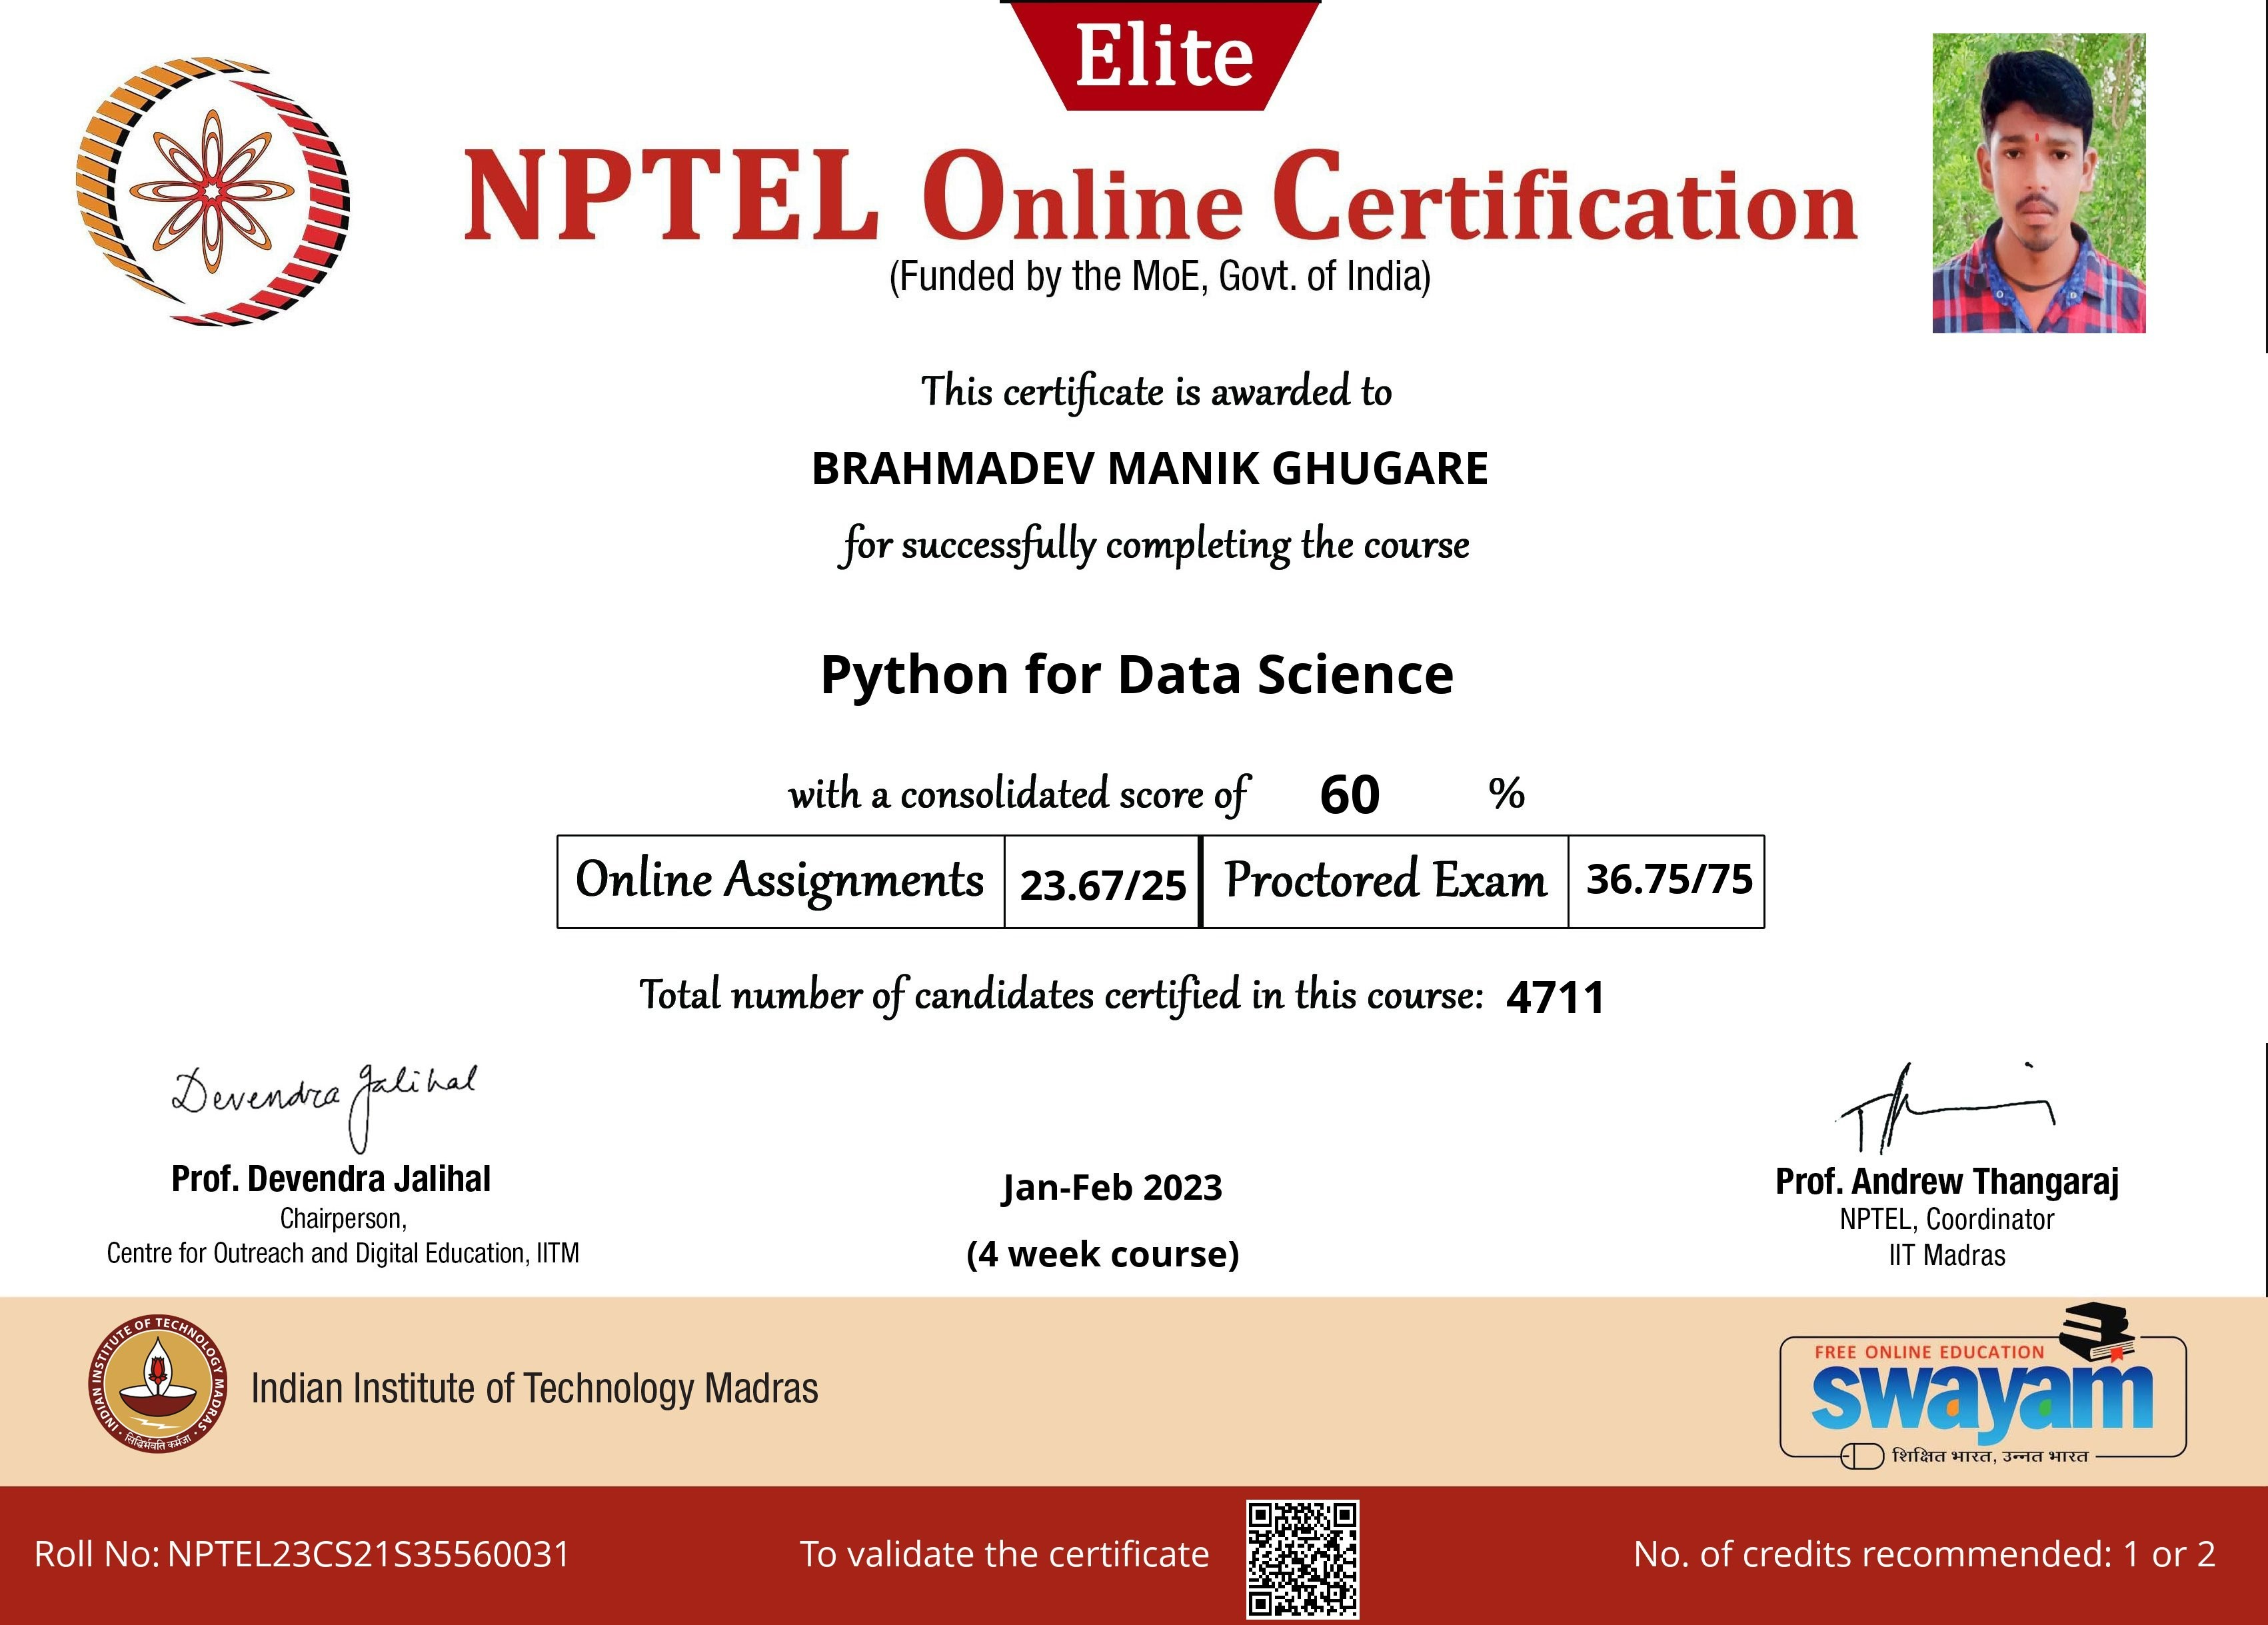 Elite
NPTEL Online Certification
(Funded by the MoE, Govt. of India)
This certificate is awarded to
BRAHMADEV MANIK GHUGARE
for successfully completing the course
Python for Data Science
with a consolidated score of 60 %
Online Assignments 23.67/25 Proctored Exam 36.75/75
Total number of candidates certified in this course: 4711
Devendra Jalihal
Prof. Devendra Jalihal
Chairperson,
Centre for Outreach and Digital Education, IITM
Jan-Feb 2023
(4 week course)
Prof. Andrew Thangaraj
NPTEL, Coordinator
IIT Madras
INDIAN INSTITUTE OF TECHNOLOGY MADRAS
सिद्धिर्भवति कर्मजा
Indian Institute of Technology Madras
FREE ONLINE EDUCATION
swayam
शिक्षित भारत, उन्नत भारत
Roll No: NPTEL23CS21S35560031
To validate the certificate
No. of credits recommended: 1 or 2